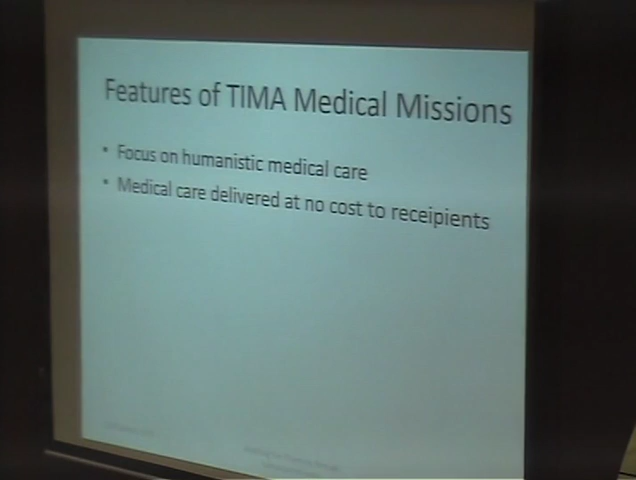 Features of TIMA Medical Missions
• Focus on humanistic medical care
• Medical care delivered at no cost to receipients